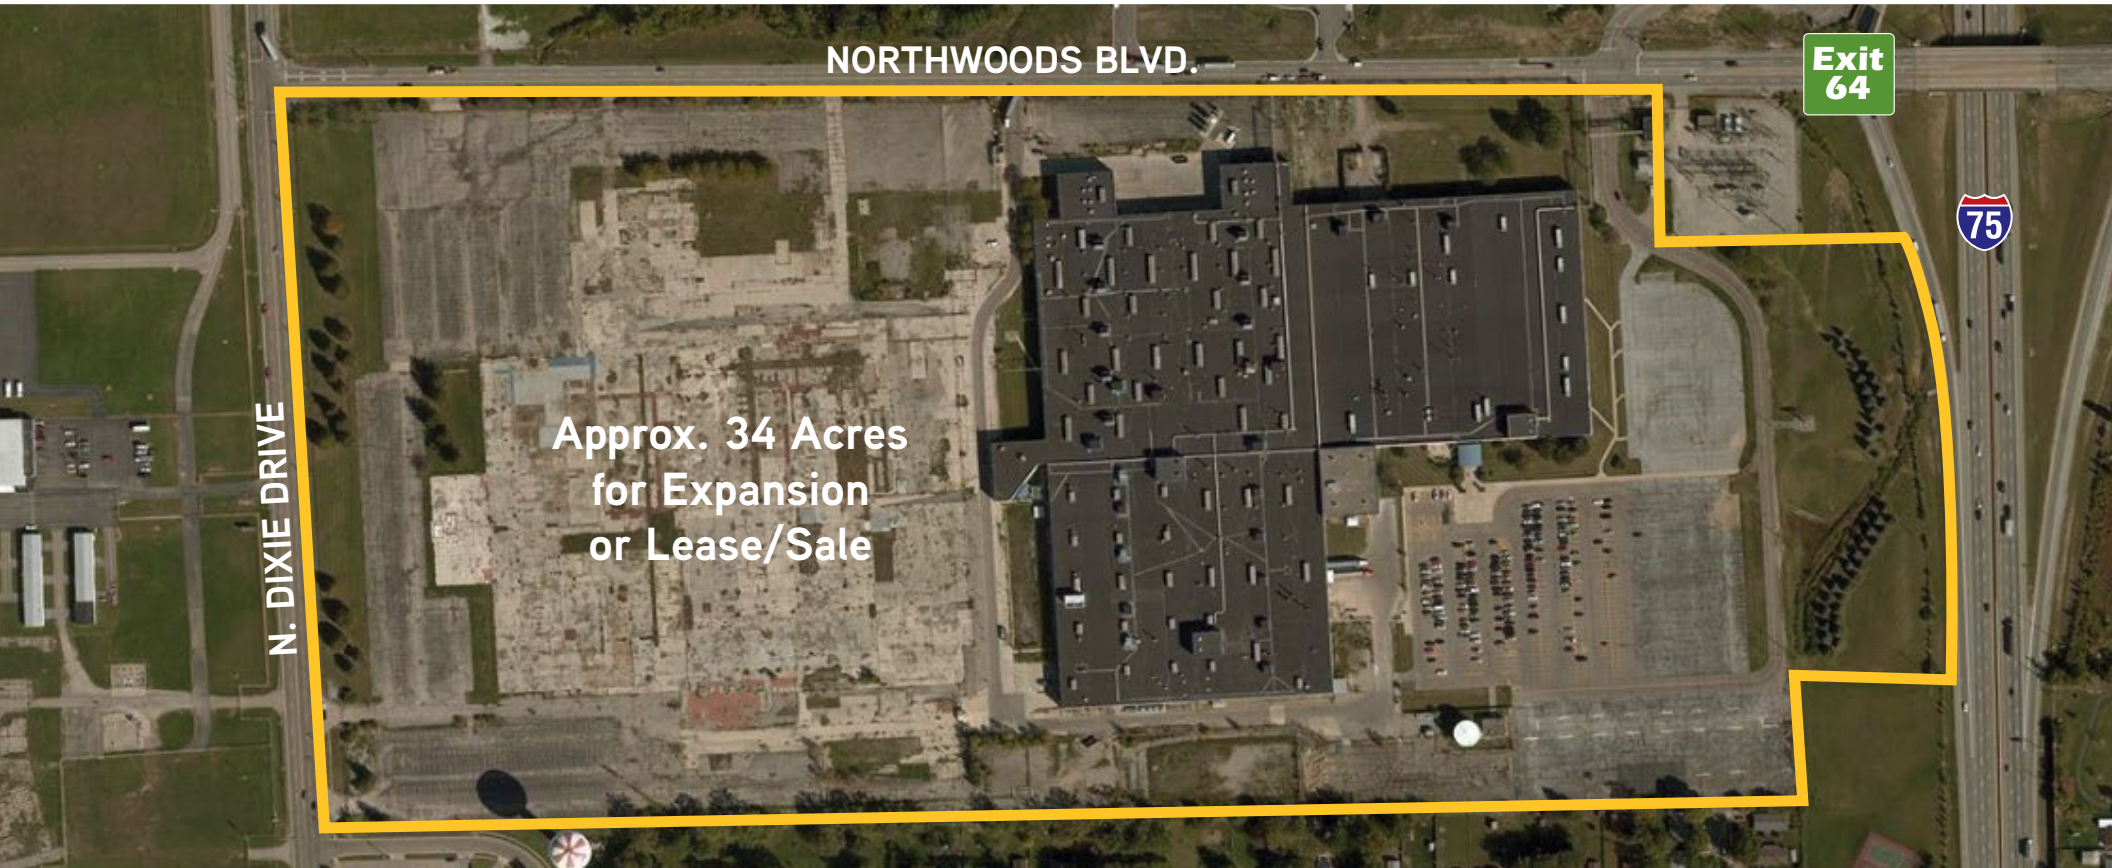 NORTHWOODS BLVD.
Exit
64
75
N. DIXIE DRIVE
Approx. 34 Acres
for Expansion
or Lease/Sale